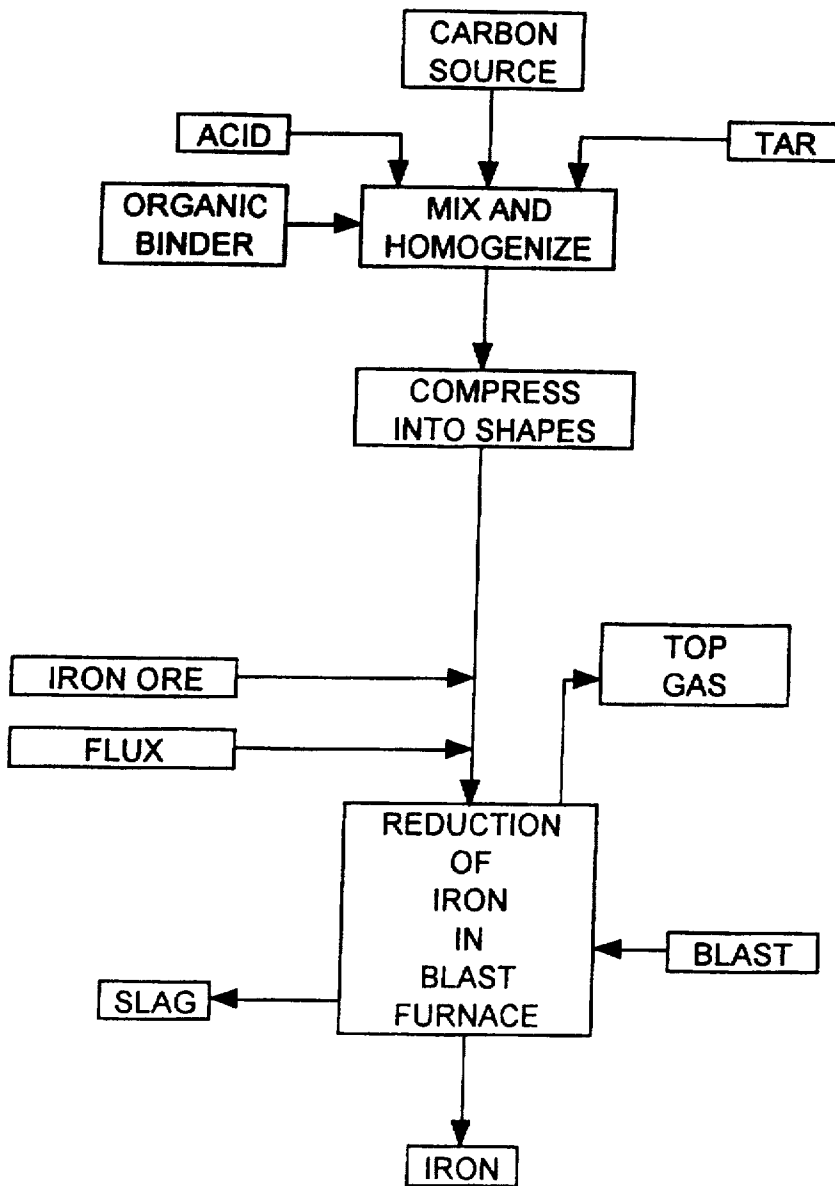 CARBON
SOURCE
ACID
TAR
ORGANIC
BINDER
MIX AND
HOMOGENIZE
COMPRESS
INTO SHAPES
TOP
GAS
IRON ORE
FLUX
REDUCTION
OF
IRON
IN
BLAST
FURNACE
BLAST
SLAG
IRON